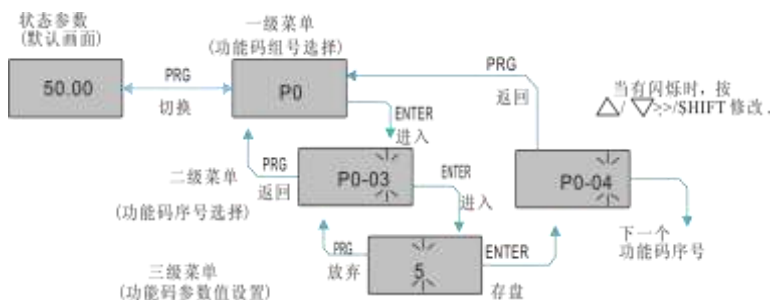 状态参数
(默认画面)
一级菜单
(功能码组号选择)
50.00
PRG
切换
P0
PRG
返回
当有闪烁时，按
△/ ▽>>/SHIFT 修改 .
ENTER
进入
二级菜单
(功能码序号选择)
PRG
返回
P0-03
ENTER
进入
P0-04
下一个
功能码序号
三级菜单
(功能码参数值设置)
PRG
放弃
5
ENTER
存盘